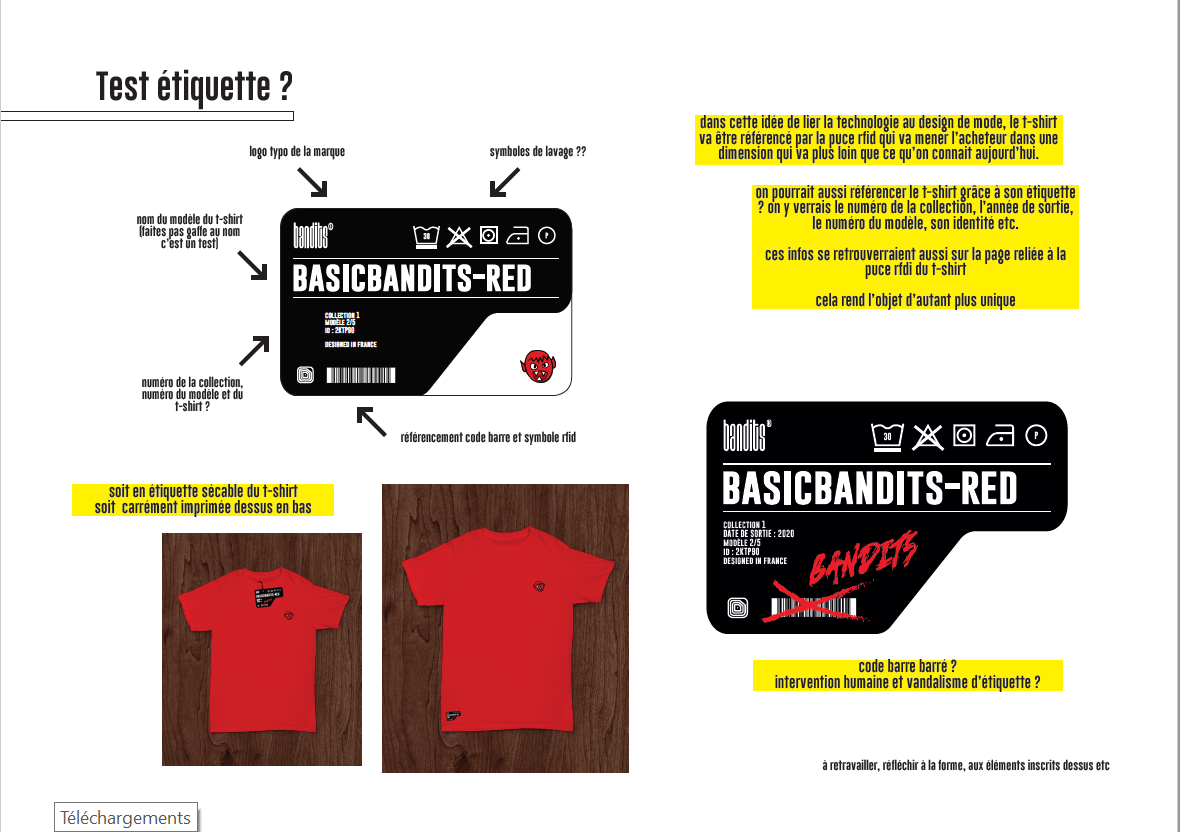 Test étiquette ?
logo typo de la marque
symboles de lavage ??
nom du modèle du t-shirt
(faites pas gaffe au nom
c'est un test)
bandits®
30
P
BASICBANDITS-RED
COLLECTION 1
MODÈLE 2/5
ID : 2KTP90
DESIGNED IN FRANCE
numéro de la collection,
numéro du modèle et du
t-shirt ?
référencement code barre et symbole rfid
soit en étiquette sécable du t-shirt
soit carrément imprimée dessus en bas
BASICBANDITS-RED
dans cette idée de lier la technologie au design de mode, le t-shirt
va être référencé par la puce rfid qui va mener l'acheteur dans une
dimension qui va plus loin que ce qu'on connait aujourd'hui.
on pourrait aussi référencer le t-shirt grâce à son étiquette
? on y verrais le numéro de la collection, l'année de sortie,
le numéro du modèle, son identité etc.
ces infos se retrouverraient aussi sur la page reliée à la
puce rfdi du t-shirt
cela rend l'objet d'autant plus unique
bandits®
30
P
BASICBANDITS-RED
COLLECTION 1
DATE DE SORTIE : 2020
MODÈLE 2/5
ID : 2KTP90
DESIGNED IN FRANCE
BANDITS
code barre barré ?
intervention humaine et vandalisme d'étiquette ?
à retravailler, réfléchir à la forme, aux éléments inscrits dessus etc
Téléchargements